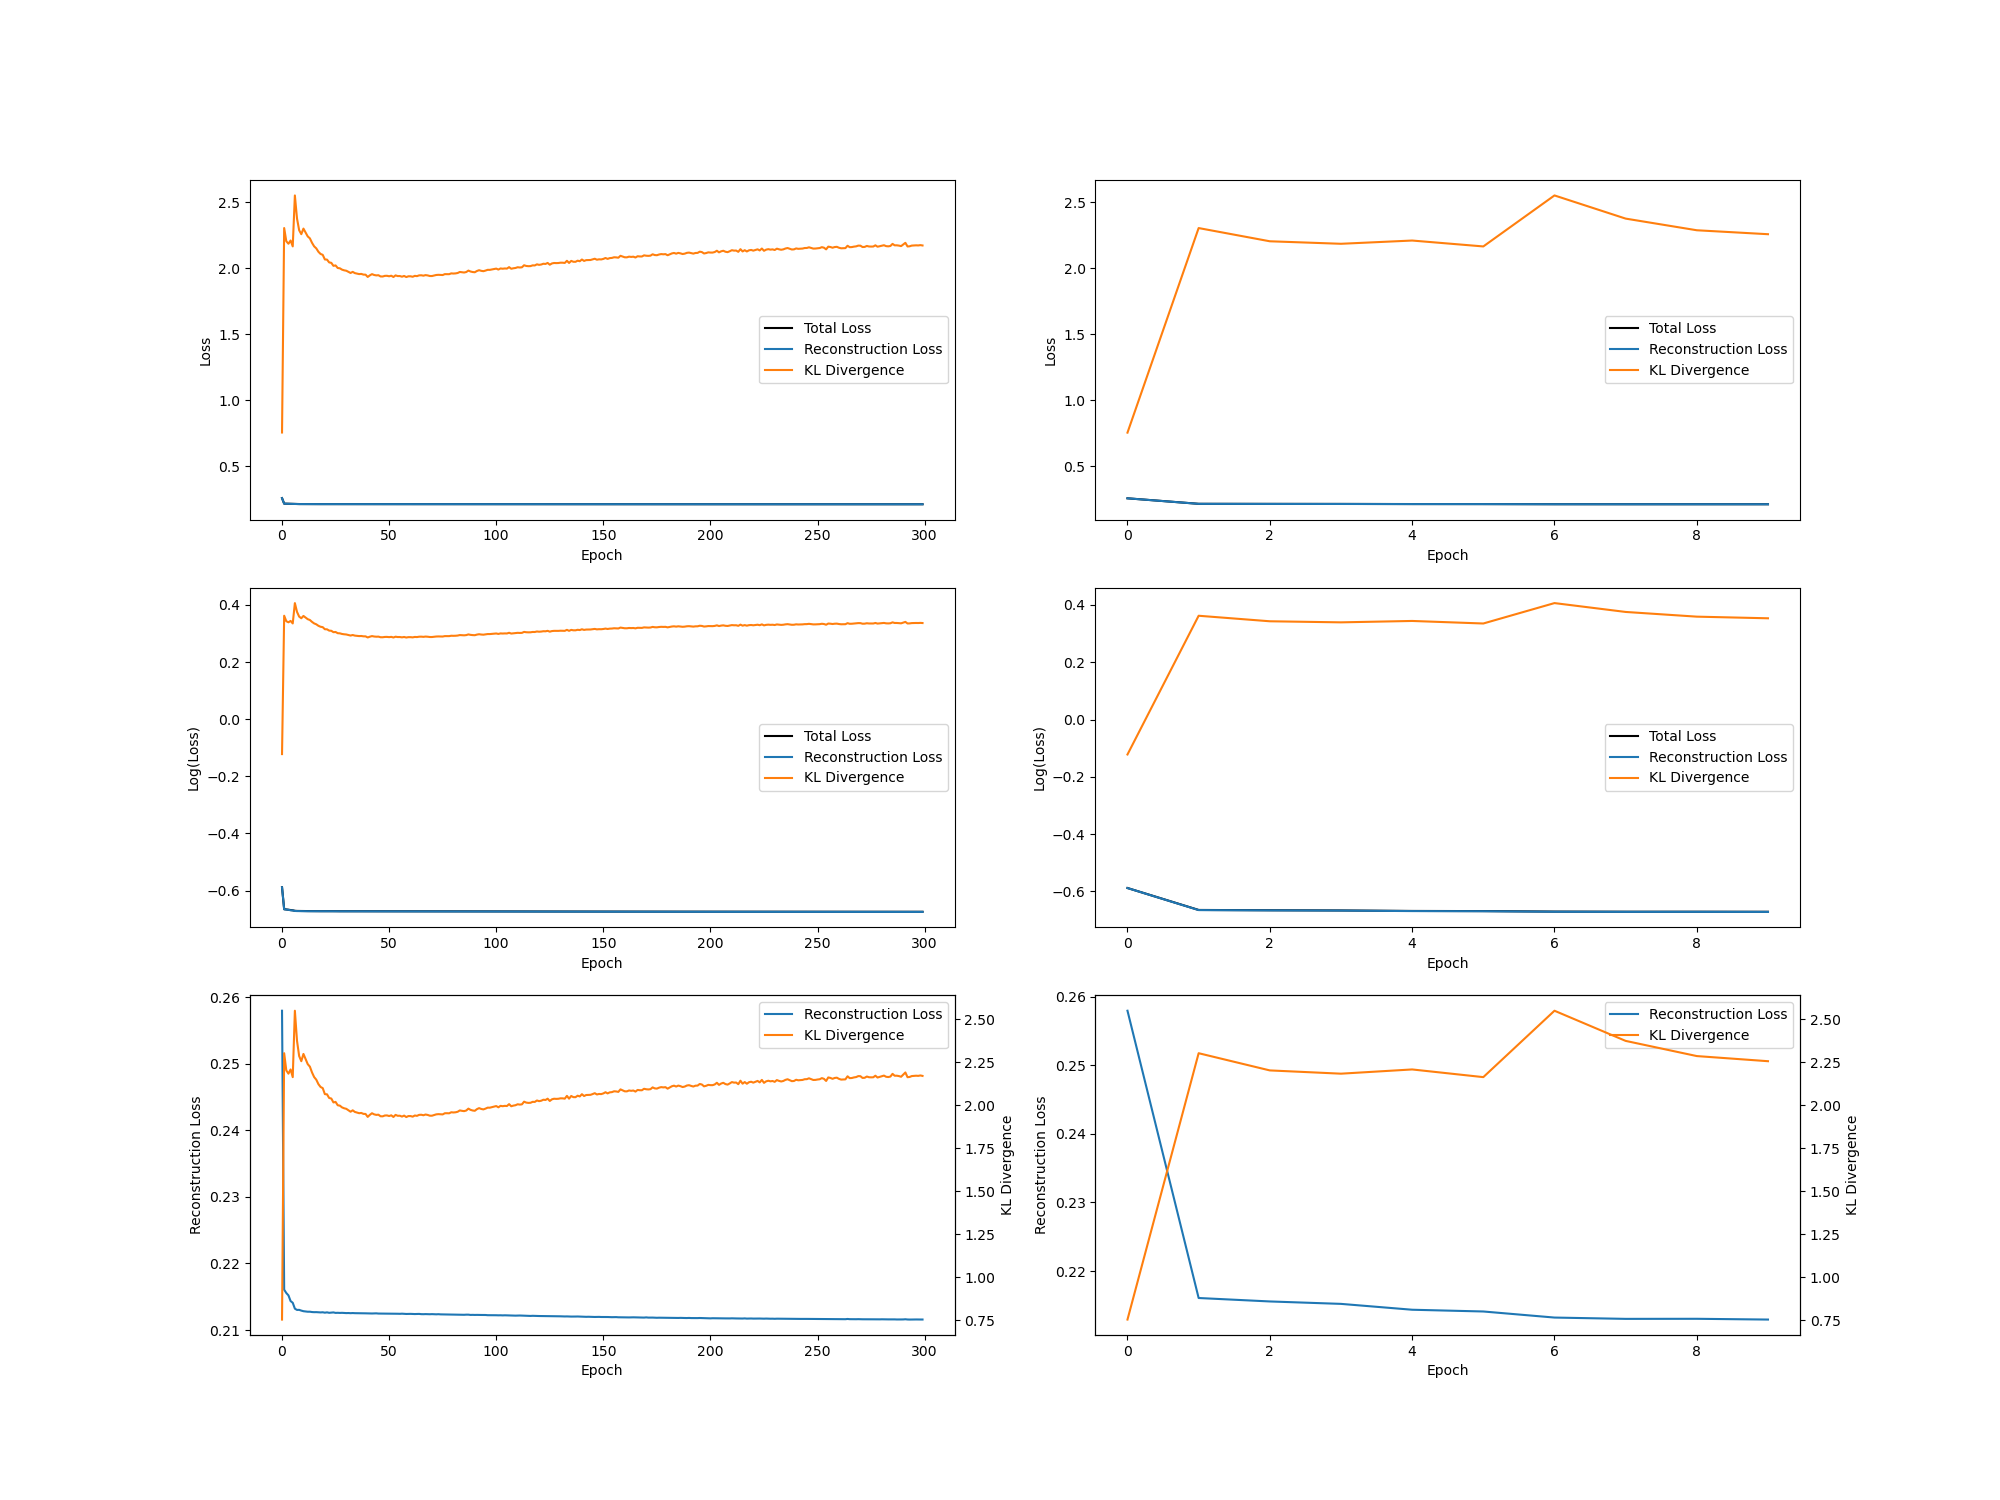 2.5
2.0
1.5
1.0
0.5
Loss
Total Loss
Reconstruction Loss
KL Divergence
0 50 100 150 200 250 300
Epoch
2.5
2.0
1.5
1.0
0.5
Loss
Total Loss
Reconstruction Loss
KL Divergence
0 2 4 6 8
Epoch
0.4
0.2
0.0
−0.2
−0.4
−0.6
Log(Loss)
Total Loss
Reconstruction Loss
KL Divergence
0 50 100 150 200 250 300
Epoch
0.4
0.2
0.0
−0.2
−0.4
−0.6
Log(Loss)
Total Loss
Reconstruction Loss
KL Divergence
0 2 4 6 8
Epoch
0.26
0.25
0.24
0.23
0.22
0.21
Reconstruction Loss
Reconstruction Loss
KL Divergence
2.50
2.25
2.00
1.75
1.50
1.25
1.00
0.75
KL Divergence
0 50 100 150 200 250 300
Epoch
0.26
0.25
0.24
0.23
0.22
Reconstruction Loss
Reconstruction Loss
KL Divergence
2.50
2.25
2.00
1.75
1.50
1.25
1.00
0.75
KL Divergence
0 2 4 6 8
Epoch